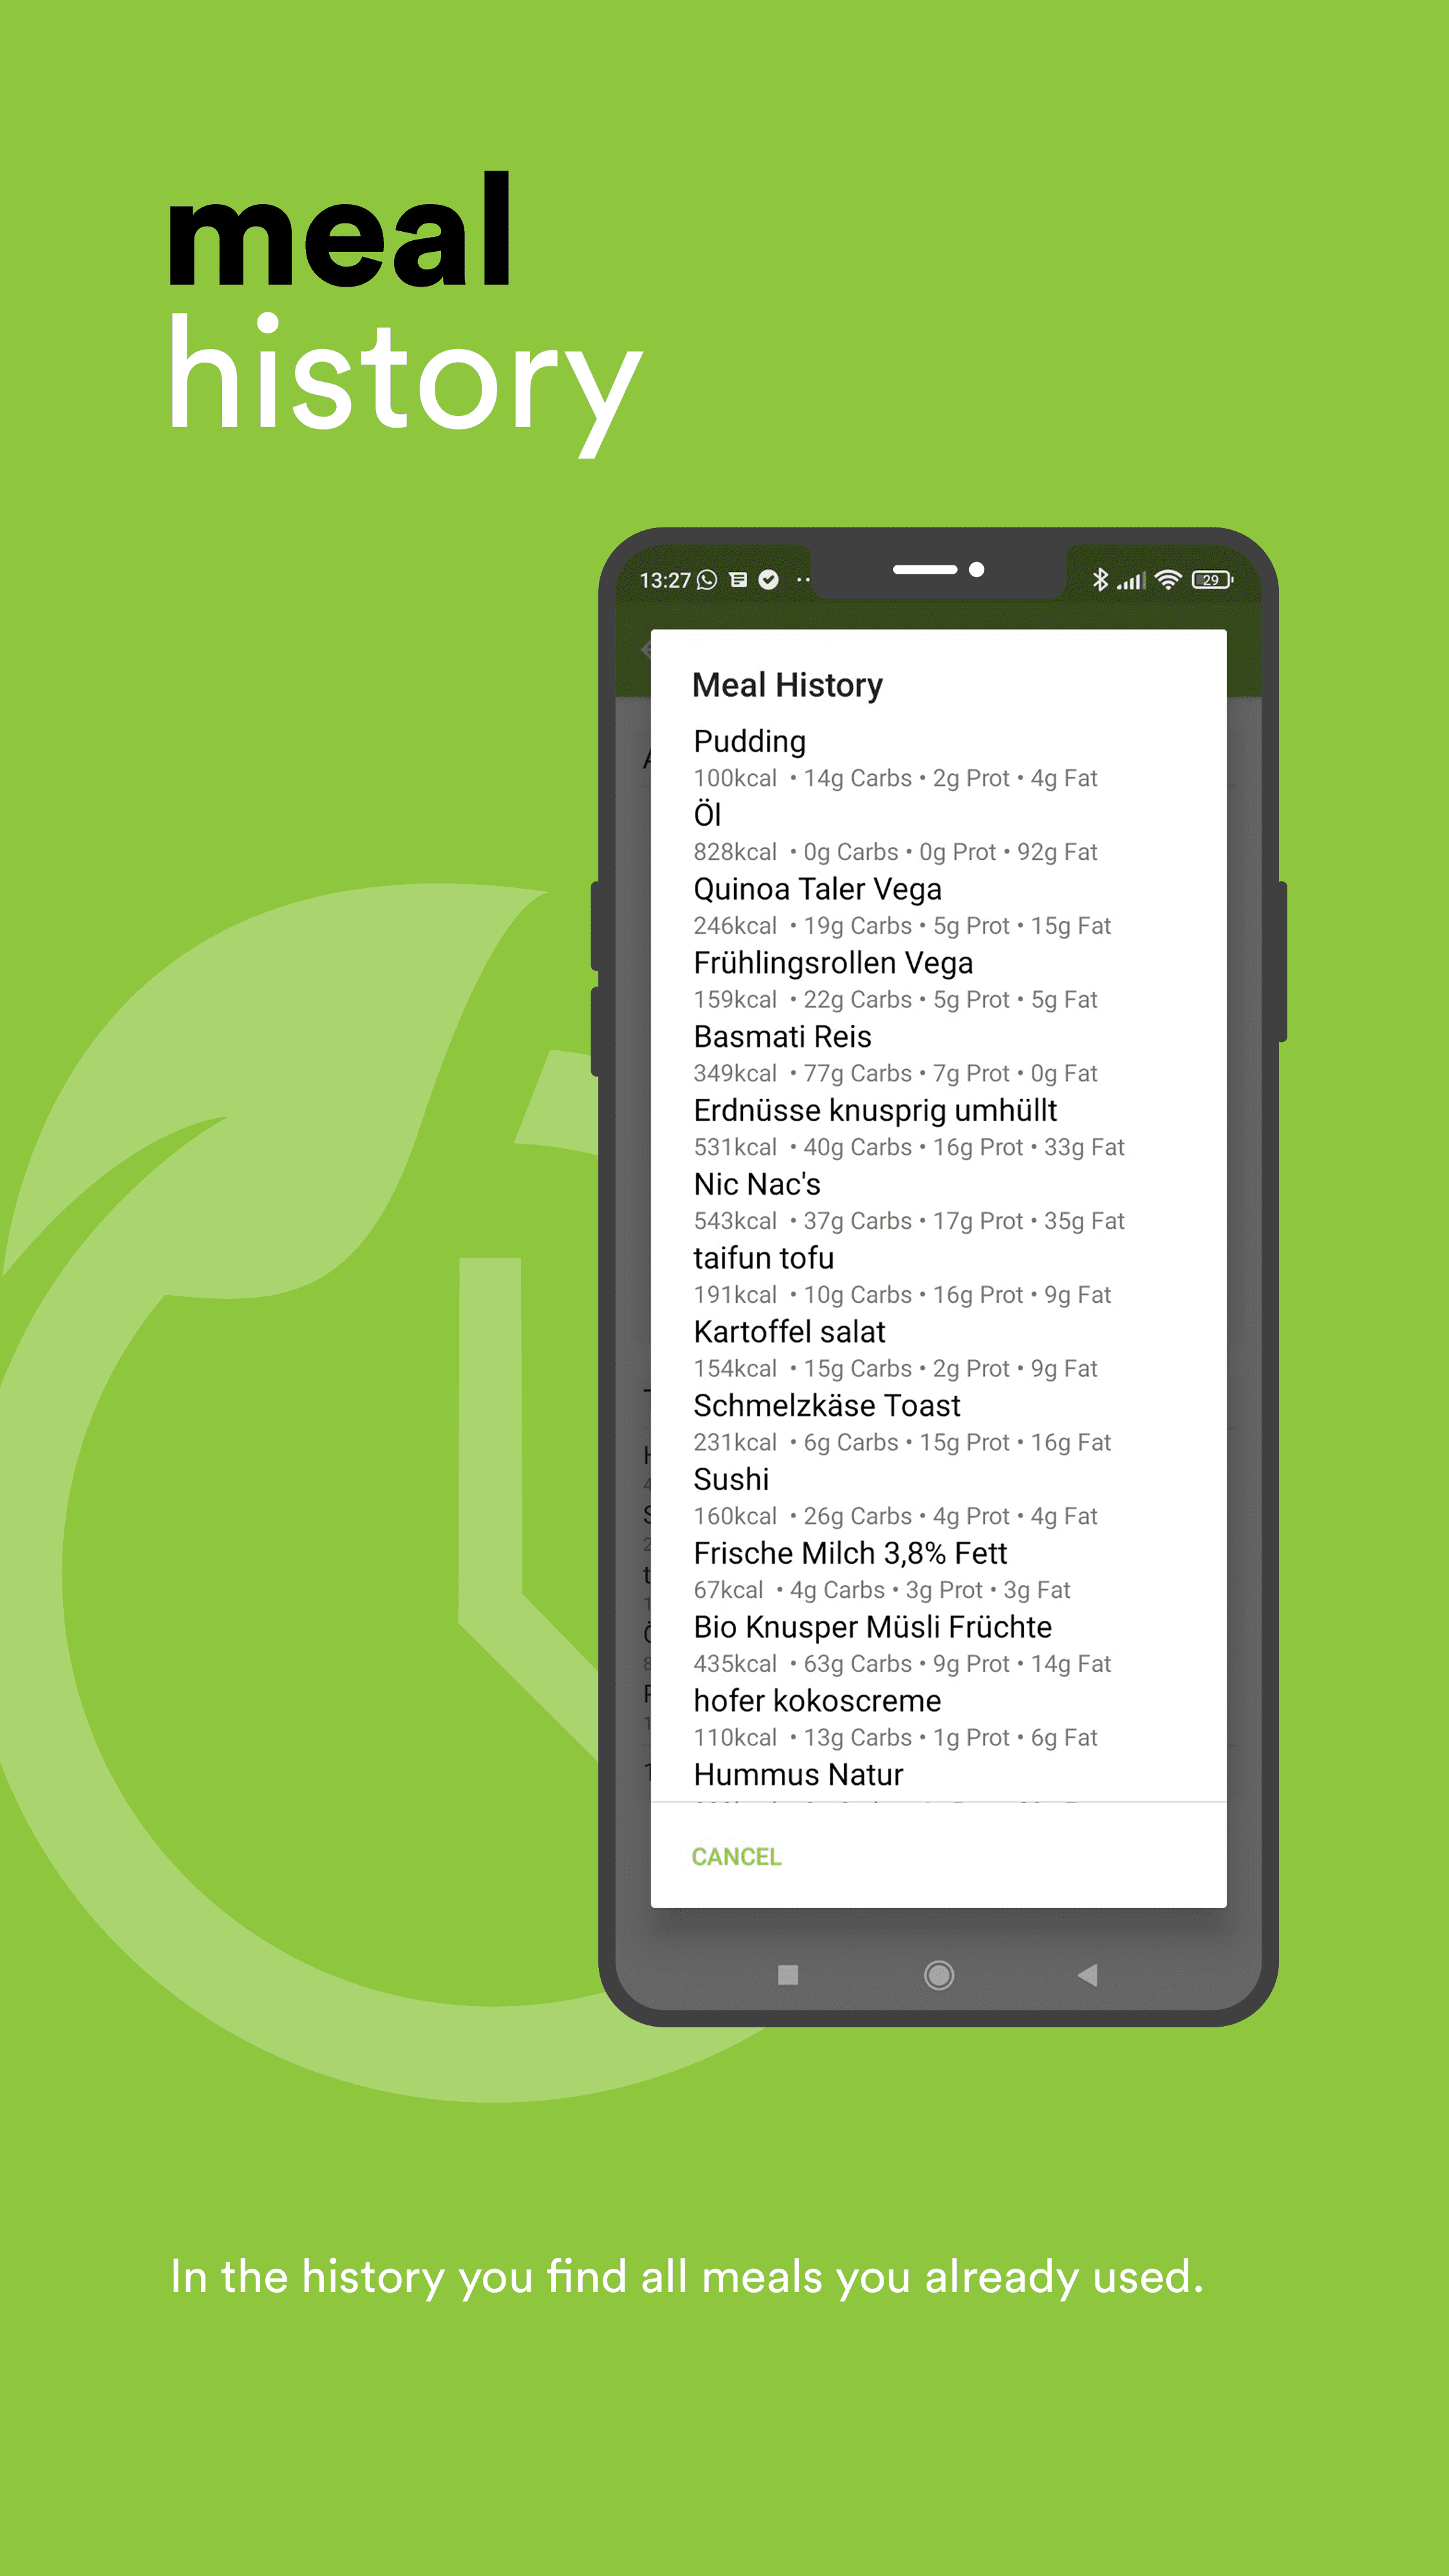 meal
history
13:27
29
Meal History
Pudding
100kcal • 14g Carbs • 2g Prot • 4g Fat
Öl
828kcal • 0g Carbs • 0g Prot • 92g Fat
Quinoa Taler Vega
246kcal • 19g Carbs • 5g Prot • 15g Fat
Frühlingsrollen Vega
159kcal • 22g Carbs • 5g Prot • 5g Fat
Basmati Reis
349kcal • 77g Carbs • 7g Prot • 0g Fat
Erdnüsse knusprig umhüllt
531kcal • 40g Carbs • 16g Prot • 33g Fat
Nic Nac's
543kcal • 37g Carbs • 17g Prot • 35g Fat
taifun tofu
191kcal • 10g Carbs • 16g Prot • 9g Fat
Kartoffel salat
154kcal • 15g Carbs • 2g Prot • 9g Fat
Schmelzkäse Toast
231kcal • 6g Carbs • 15g Prot • 16g Fat
Sushi
160kcal • 26g Carbs • 4g Prot • 4g Fat
Frische Milch 3,8% Fett
67kcal • 4g Carbs • 3g Prot • 3g Fat
Bio Knusper Müsli Früchte
435kcal • 63g Carbs • 9g Prot • 14g Fat
hofer kokoscreme
110kcal • 13g Carbs • 1g Prot • 6g Fat
Hummus Natur
CANCEL
In the history you find all meals you already used.